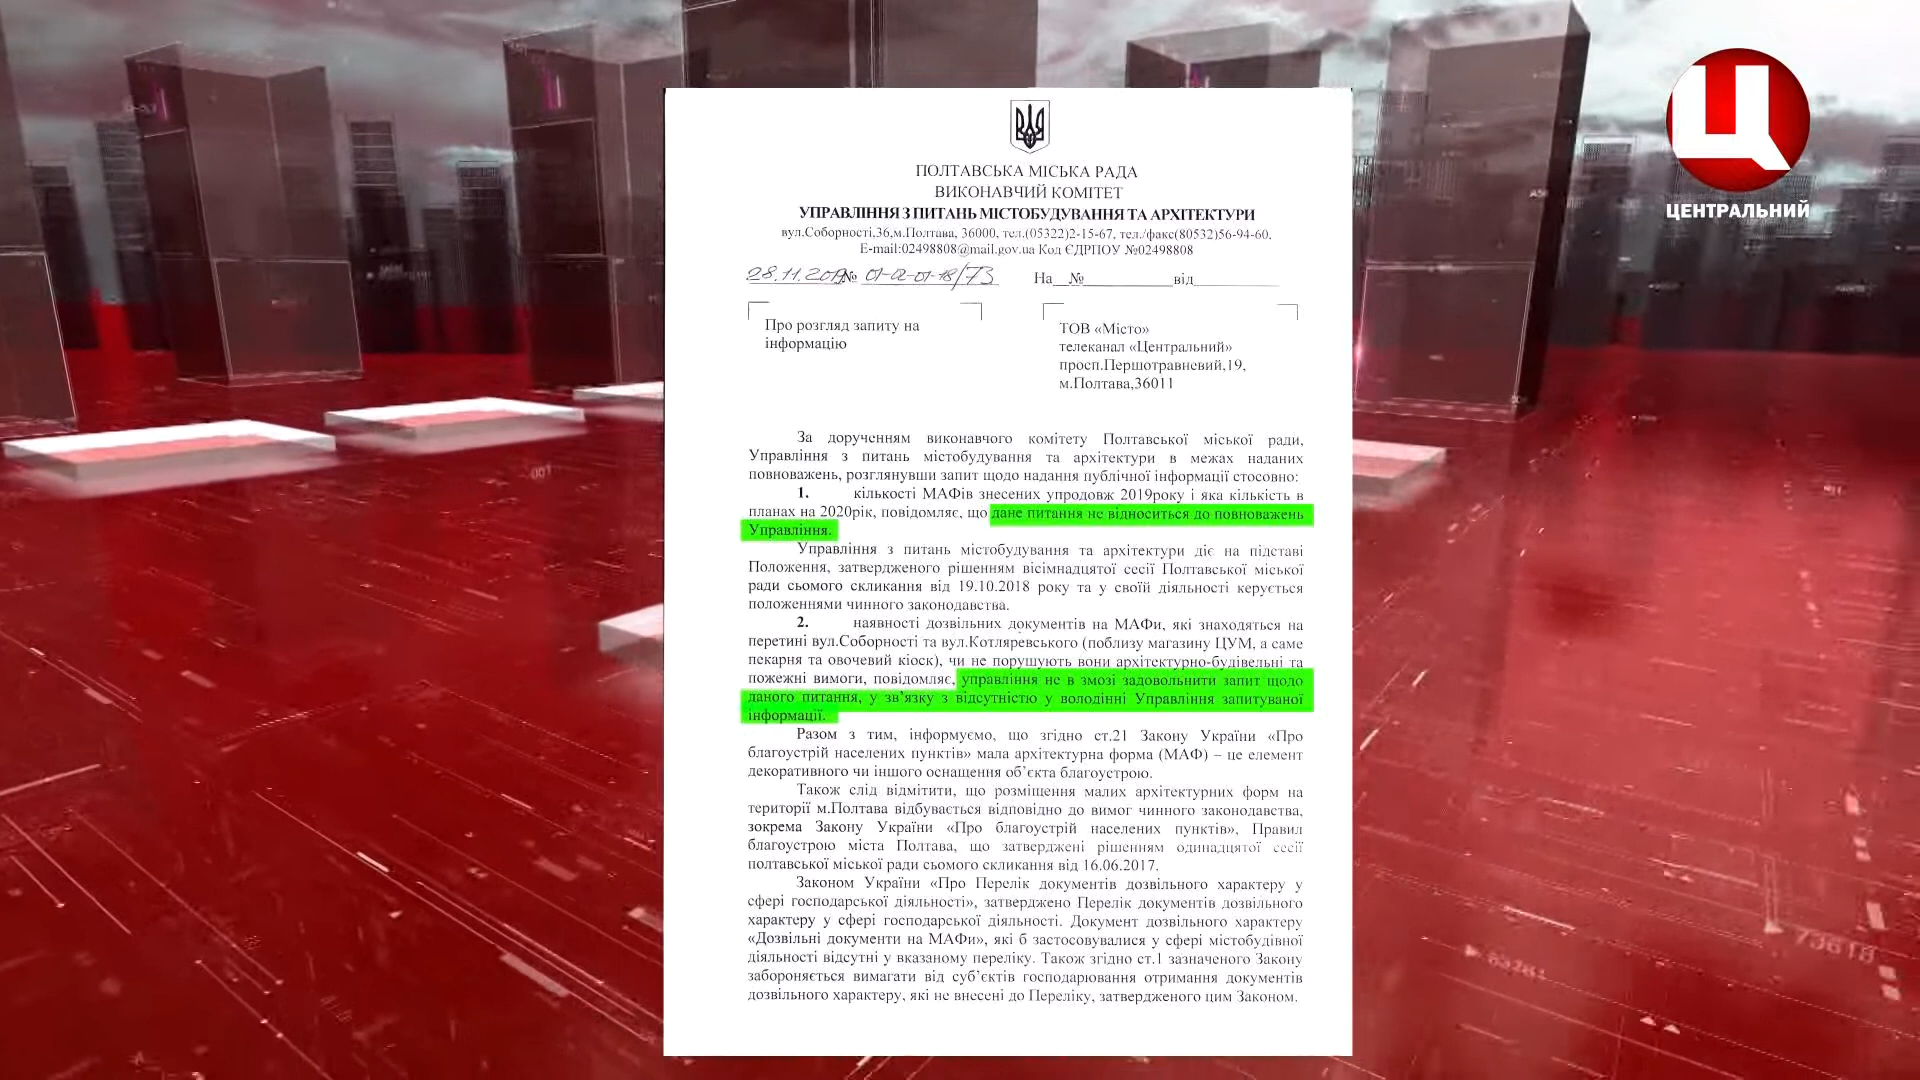 Ц
ЦЕНТРАЛЬНИЙ
ПОЛТАВСЬКА МІСЬКА РАДА
ВИКОНАВЧИЙ КОМІТЕТ
УПРАВЛІННЯ З ПИТАНЬ МІСТОБУДУВАННЯ ТА АРХІТЕКТУРИ
вул.Соборності,36,м.Полтава, 36000, тел.(05322)2-15-67, тел./факс(80532)56-94-60,
E-mail:02498808@mail.gov.ua Код ЄДРПОУ №02498808
28.11.2019 № 01-02-01-18/73 На__№___________від__________
Про розгляд запиту на
інформацію
ТОВ «Місто»
телеканал «Центральний»
просп.Першотравневий,19,
м.Полтава,36011
За дорученням виконавчого комітету Полтавської міської ради,
Управління з питань містобудування та архітектури в межах наданих
повноважень, розглянувши запит щодо надання публічної інформації стосовно:
1. кількості МАФів знесених упродовж 2019року і яка кількість в
планах на 2020рік, повідомляє, що дане питання не відноситься до повноважень
Управління.
Управління з питань містобудування та архітектури діє на підставі
Положення, затвердженого рішенням вісімнадцятої сесії Полтавської міської
ради сьомого скликання від 19.10.2018 року та у своїй діяльності керується
положеннями чинного законодавства.
2. наявності дозвільних документів на МАФи, які знаходяться на
перетині вул.Соборності та вул.Котляревського (поблизу магазину ЦУМ, а саме
пекарня та овочевий кіоск), чи не порушують вони архітектурно-будівельні та
пожежні вимоги, повідомляє, управління не в змозі задовольнити запит щодо
даного питання, у зв’язку з відсутністю у володінні Управління запитуваної
інформації.
Разом з тим, інформуємо, що згідно ст.21 Закону України «Про
благоустрій населених пунктів» мала архітектурна форма (МАФ) – це елемент
декоративного чи іншого оснащення об’єкта благоустрою.
Також слід відмітити, що розміщення малих архітектурних форм на
території м.Полтава відбувається відповідно до вимог чинного законодавства,
зокрема Закону України «Про благоустрій населених пунктів», Правил
благоустрою міста Полтава, що затверджені рішенням одинадцятої сесії
полтавської міської ради сьомого скликання від 16.06.2017.
Законом України «Про Перелік документів дозвільного характеру у
сфері господарської діяльності», затверджено Перелік документів дозвільного
характеру у сфері господарської діяльності. Документ дозвільного характеру
«Дозвільні документи на МАФи», які б застосовувалися у сфері містобудівної
діяльності відсутні у вказаному переліку. Також згідно ст.1 зазначеного Закону
забороняється вимагати від суб’єктів господарювання отримання документів
дозвільного характеру, які не внесені до Переліку, затвердженого цим Законом.